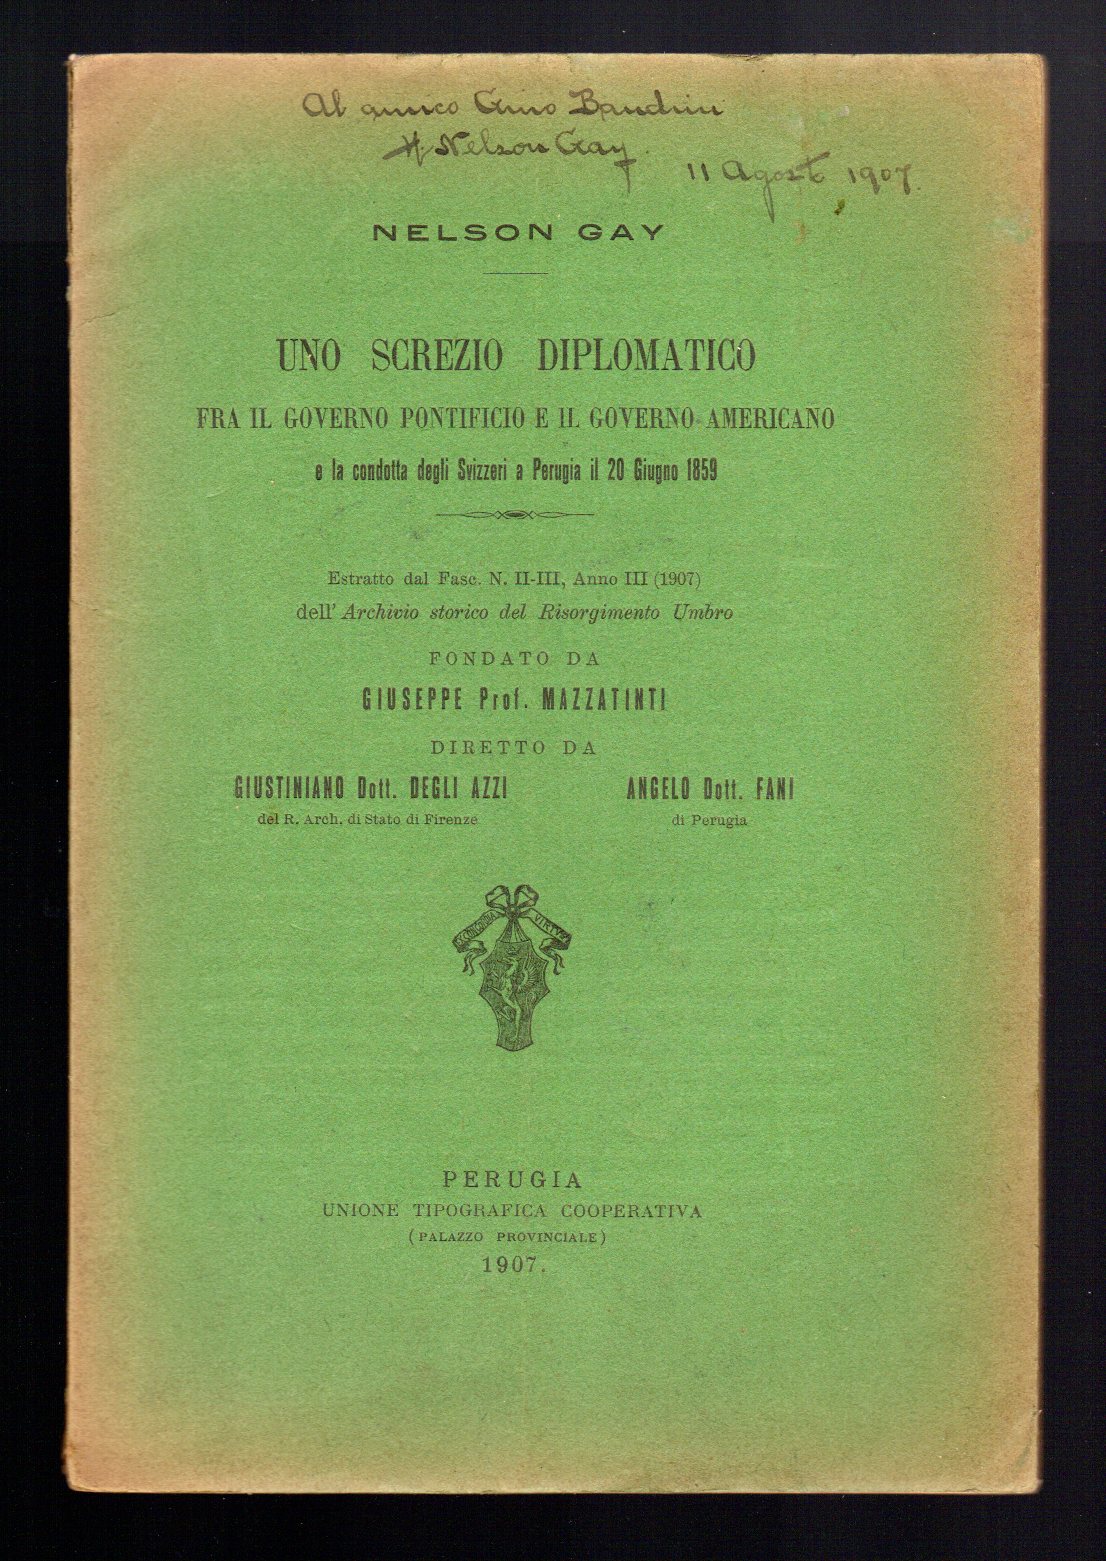 Al amico Gino Bandini
H. Nelson Gay.
11 Agosto 1907.
NELSON GAY
UNO SCREZIO DIPLOMATICO
FRA IL GOVERNO PONTIFICIO E IL GOVERNO AMERICANO
e la condotta degli Svizzeri a Perugia il 20 Giugno 1859
Estratto dal Fasc. N. II-III, Anno III (1907)
dell' Archivio storico del Risorgimento Umbro
FONDATO DA
GIUSEPPE Prof. MAZZATINTI
DIRETTO DA
GIUSTINIANO Dott. DEGLI AZZI
del R. Arch. di Stato di Firenze
ANGELO Dott. FANI
di Perugia
CONCORDIA VIRTUS
PERUGIA
UNIONE TIPOGRAFICA COOPERATIVA
(PALAZZO PROVINCIALE)
1907.